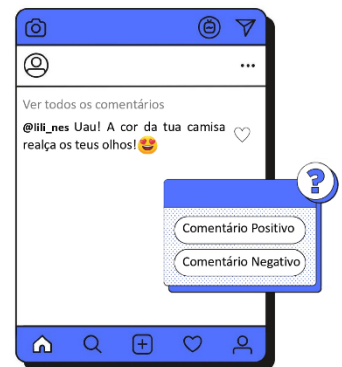 Ver todos os comentários
@lili_nes Uau! A cor da tua camisa
realça os teus olhos!😍
?
Comentário Positivo
Comentário Negativo